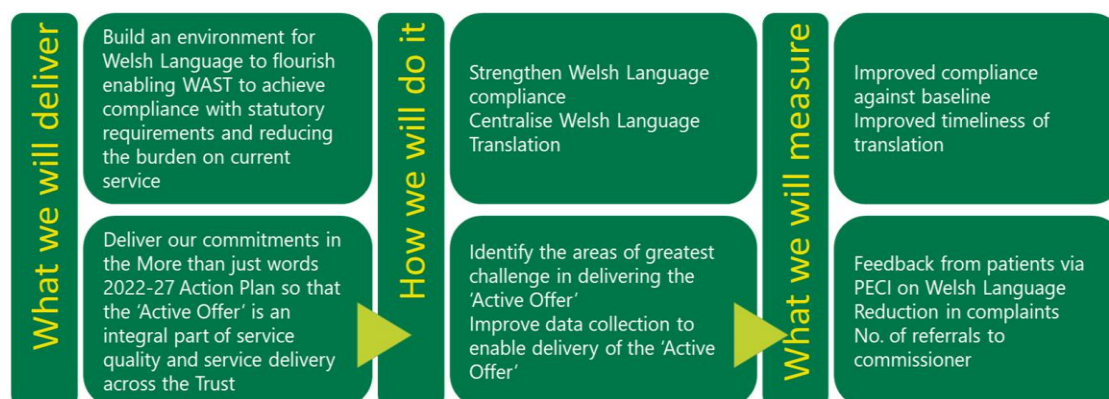 What we will deliver
Build an environment for
Welsh Language to flourish
enabling WAST to achieve
compliance with statutory
requirements and reducing
the burden on current
service
Deliver our commitments in
the More than just words
2022-27 Action Plan so that
the ‘Active Offer’ is an
integral part of service
quality and service delivery
across the Trust
How we will do it
Strengthen Welsh Language
compliance
Centralise Welsh Language
Translation
Identify the areas of greatest
challenge in delivering the
‘Active Offer’
Improve data collection to
enable delivery of the ‘Active
Offer’
What we will measure
Improved compliance
against baseline
Improved timeliness of
translation
Feedback from patients via
PECI on Welsh Language
Reduction in complaints
No. of referrals to
commissioner